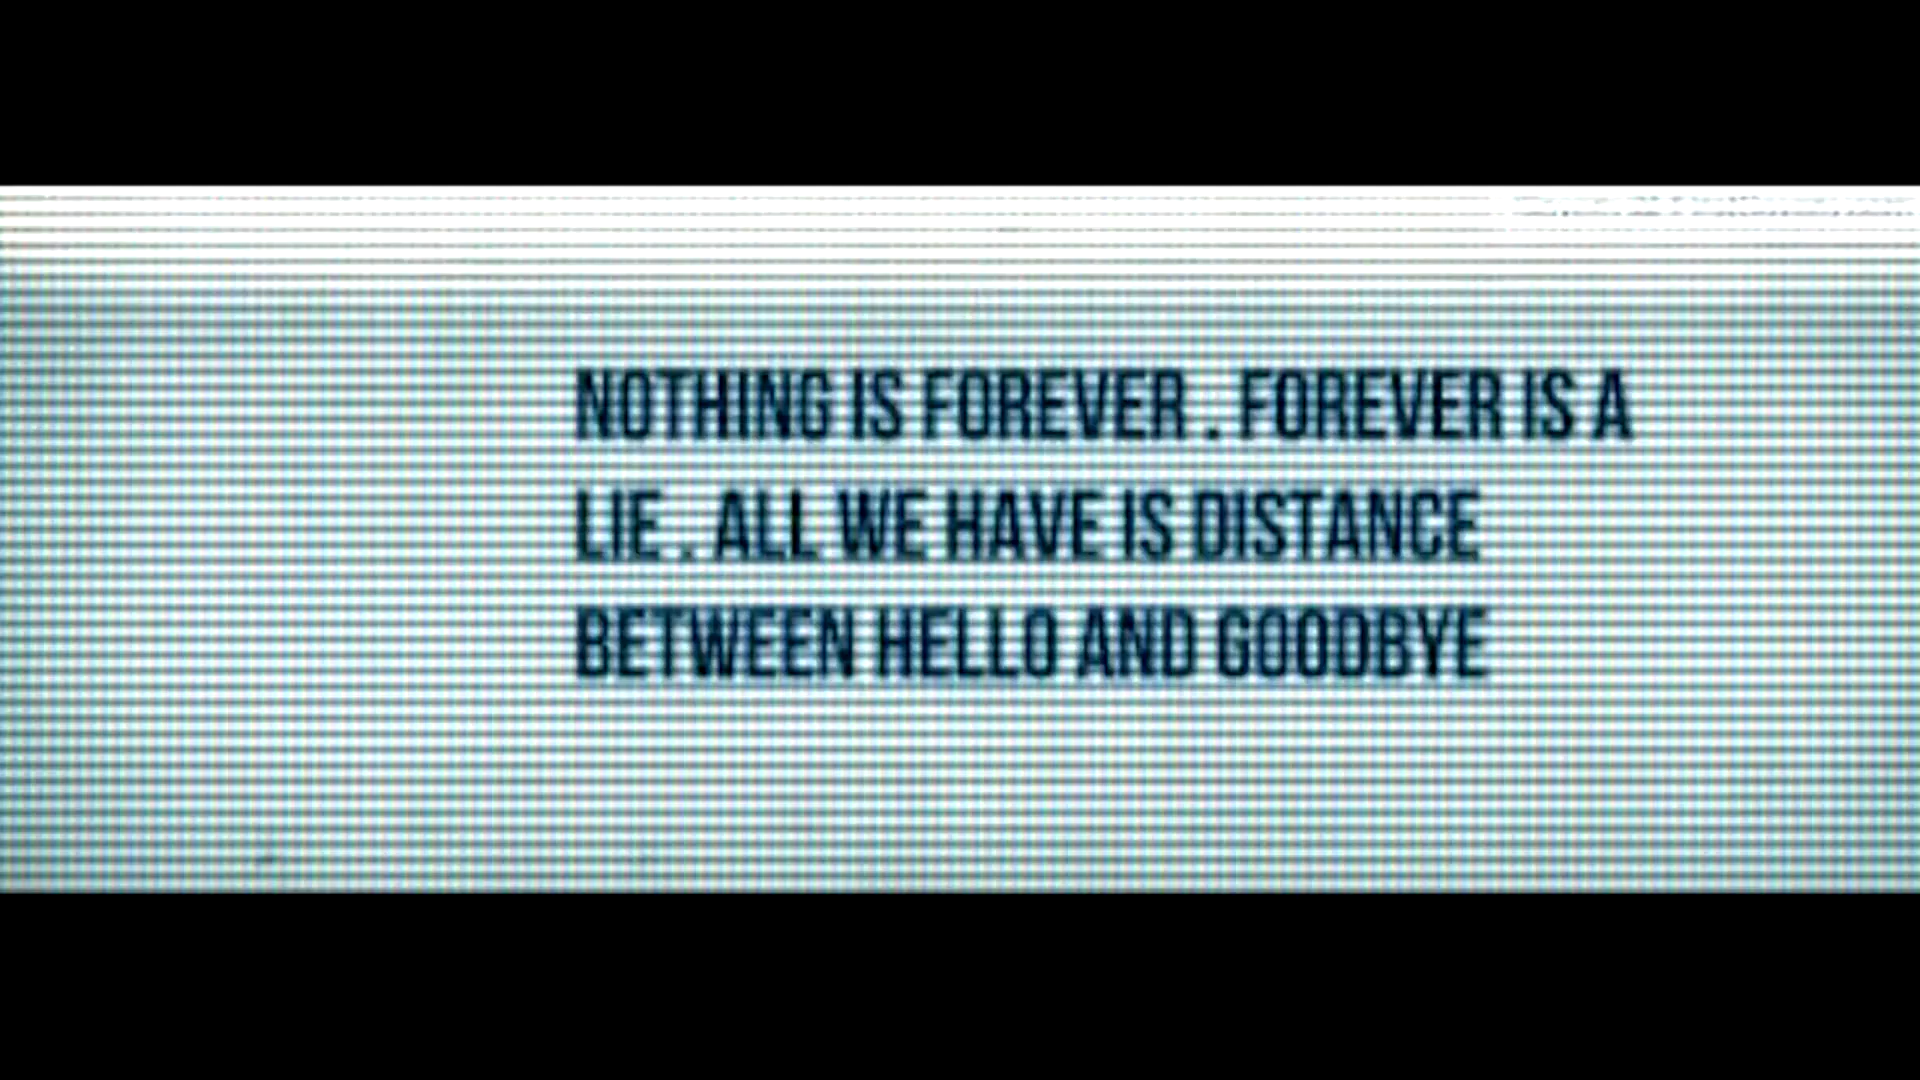 NOTHING IS FOREVER . FOREVER IS A
LIE . ALL WE HAVE IS DISTANCE
BETWEEN HELLO AND GOODBYE